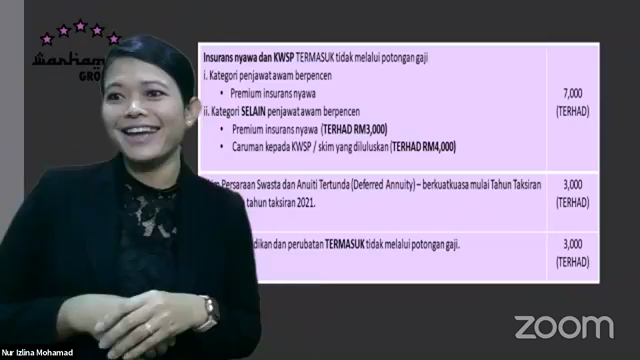 GRO
Insurans nyawa dan KWSP TERMASUK tidak melalui potongan gaji
i. Kategori penjawat awam berpencen
• Premium insurans nyawa
ii. Kategori SELAIN penjawat awam berpencen
• Premium insurans nyawa (TERHAD RM3,000)
• Caruman kepada KWSP / skim yang diluluskan (TERHAD RM4,000)
7,000
(TERHAD)
Persaraan Swasta dan Anuiti Tertunda (Deferred Annuity) – berkuatkuasa mulai Tahun Taksiran
tahun taksiran 2021.
3,000
(TERHAD)
dikan dan perubatan TERMASUK tidak melalui potongan gaji.
3,000
(TERHAD)
zoom
Nur Izlina Mohamad